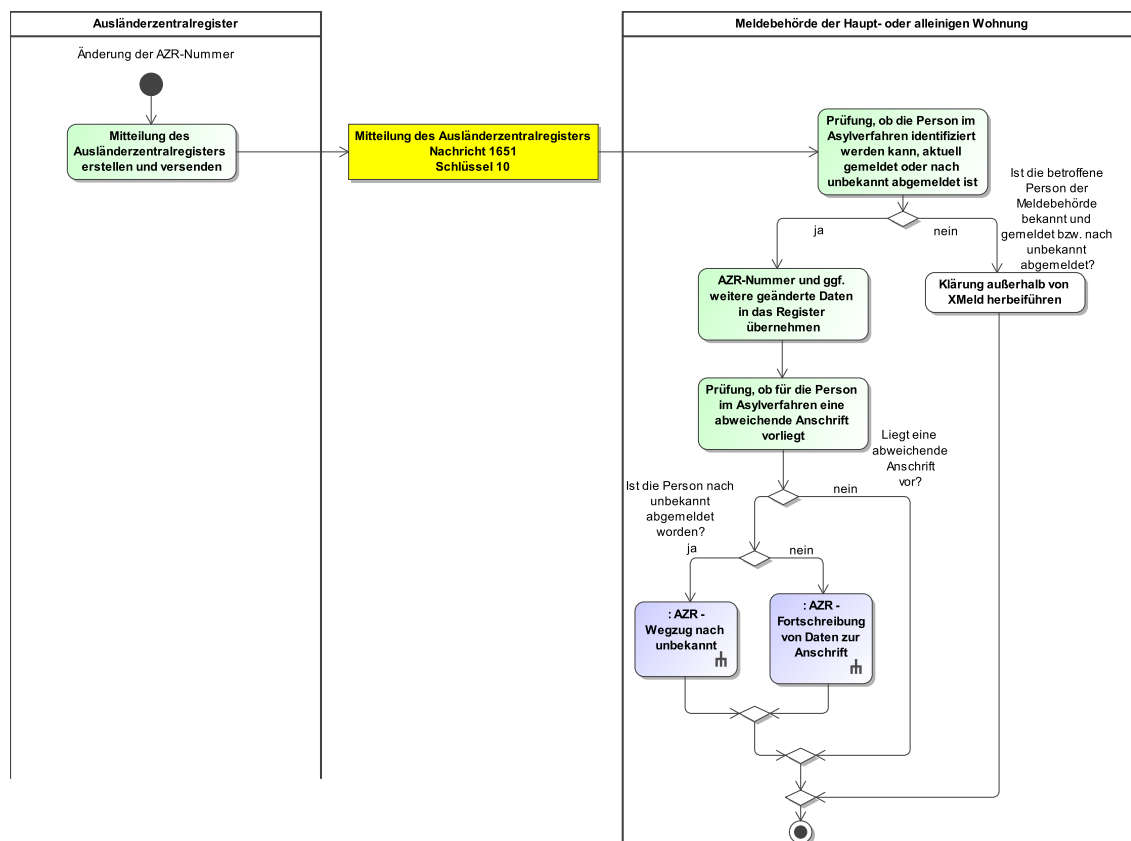 Ausländerzentralregister
Meldebehörde der Haupt- oder alleinigen Wohnung
Änderung der AZR-Nummer
Mitteilung des
Ausländerzentralregisters
erstellen und versenden
Mitteilung des Ausländerzentralregisters
Nachricht 1651
Schlüssel 10
Prüfung, ob die Person im
Asylverfahren identifiziert
werden kann, aktuell
gemeldet oder nach
unbekannt abgemeldet ist
Ist die betroffene
Person der
Meldebehörde
bekannt und
gemeldet bzw. nach
unbekannt
abgemeldet?
ja
nein
AZR-Nummer und ggf.
weitere geänderte Daten
in das Register
übernehmen
Klärung außerhalb von
XMeld herbeiführen
Prüfung, ob für die Person
im Asylverfahren eine
abweichende Anschrift
vorliegt
Liegt eine
abweichende
Anschrift
vor?
nein
Ist die Person nach
unbekannt
abgemeldet
worden?
ja
nein
: AZR -
Wegzug nach
unbekannt
: AZR -
Fortschreibung
von Daten zur
Anschrift